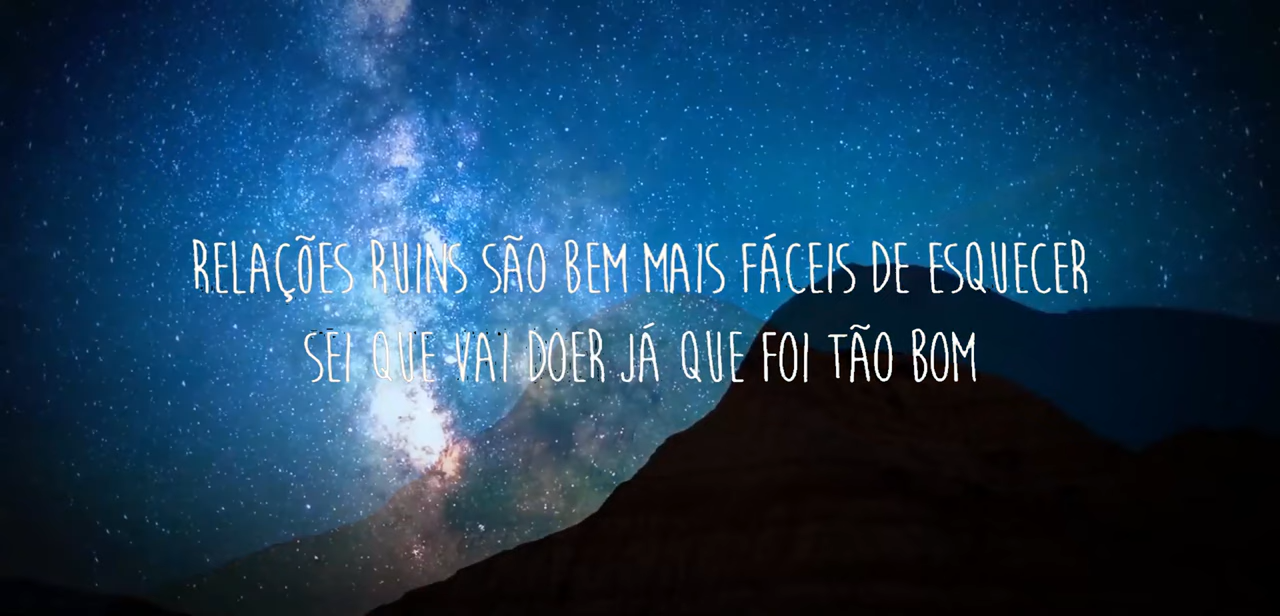 RELAÇÕES RUINS SÃO BEM MAIS FÁCEIS DE ESQUECER
SEI QUE VAI DOER JÁ QUE FOI TÃO BOM